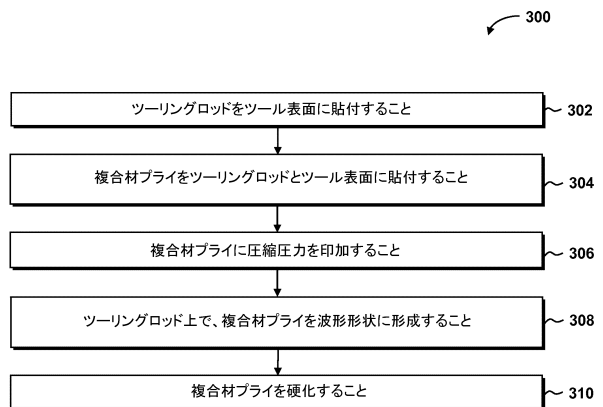 300
ツーリングロッドをツール表面に貼付すること
302
複合材プライをツーリングロッドとツール表面に貼付すること
304
複合材プライに圧縮圧力を印加すること
306
ツーリングロッド上で、複合材プライを波形形状に形成すること
308
複合材プライを硬化すること
310